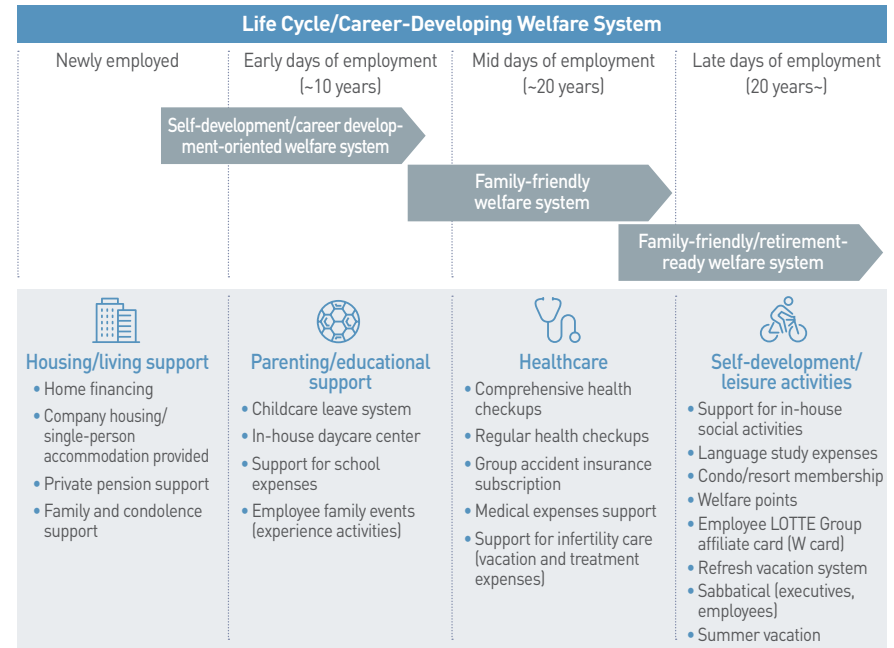 Life Cycle/Career-Developing Welfare System
Newly employed
Early days of employment
(~10 years)
Mid days of employment
(~20 years)
Late days of employment
(20 years~)
Self-development/career develop-
ment-oriented welfare system
Family-friendly
welfare system
Family-friendly/retirement-
ready welfare system
Housing/living support
• Home financing
• Company housing/
single-person
accommodation provided
• Private pension support
• Family and condolence
support
Parenting/educational
support
• Childcare leave system
• In-house daycare center
• Support for school
expenses
• Employee family events
(experience activities)
Healthcare
• Comprehensive health
checkups
• Regular health checkups
• Group accident insurance
subscription
• Medical expenses support
• Support for infertility care
(vacation and treatment
expenses)
Self-development/
leisure activities
• Support for in-house
social activities
• Language study expenses
• Condo/resort membership
• Welfare points
• Employee LOTTE Group
affiliate card (W card)
• Refresh vacation system
• Sabbatical (executives,
employees)
• Summer vacation